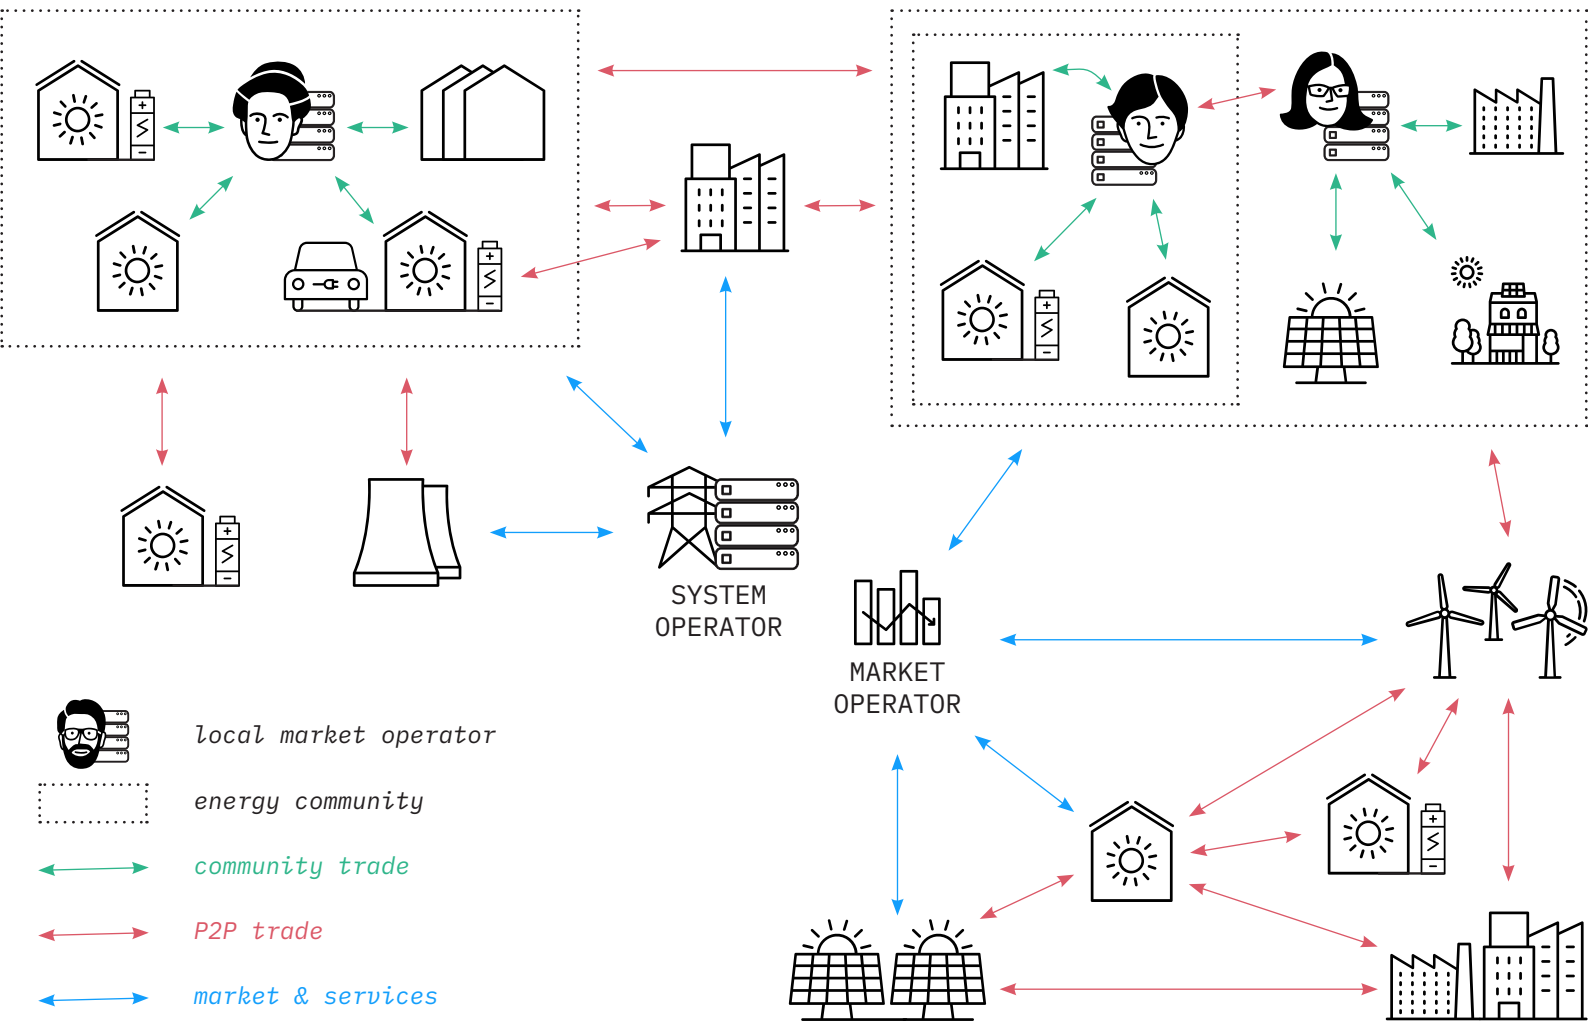 SYSTEM
OPERATOR
MARKET
OPERATOR
local market operator
energy community
community trade
P2P trade
market & services